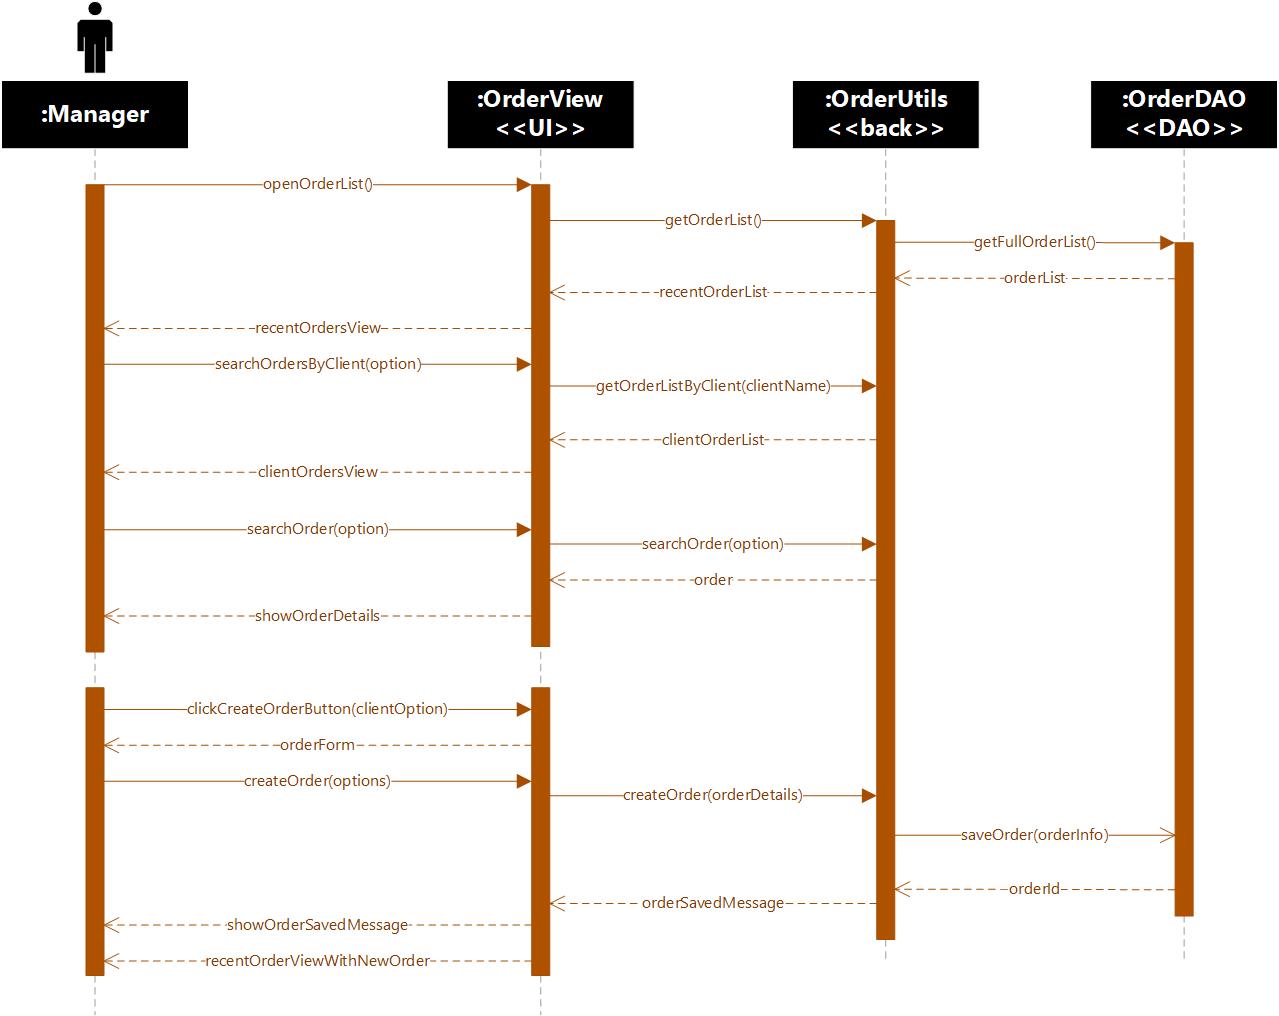 :Manager
:OrderView
<<UI>>
:OrderUtils
<<back>>
:OrderDAO
<<DAO>>
openOrderList()
getOrderList()
getFullOrderList()
orderList
recentOrderList
recentOrdersView
searchOrdersByClient(option)
getOrderListByClient(clientName)
clientOrderList
clientOrdersView
searchOrder(option)
searchOrder(option)
order
showOrderDetails
clickCreateOrderButton(clientOption)
orderForm
createOrder(options)
createOrder(orderDetails)
saveOrder(orderInfo)
orderId
orderSavedMessage
showOrderSavedMessage
recentOrderViewWithNewOrder